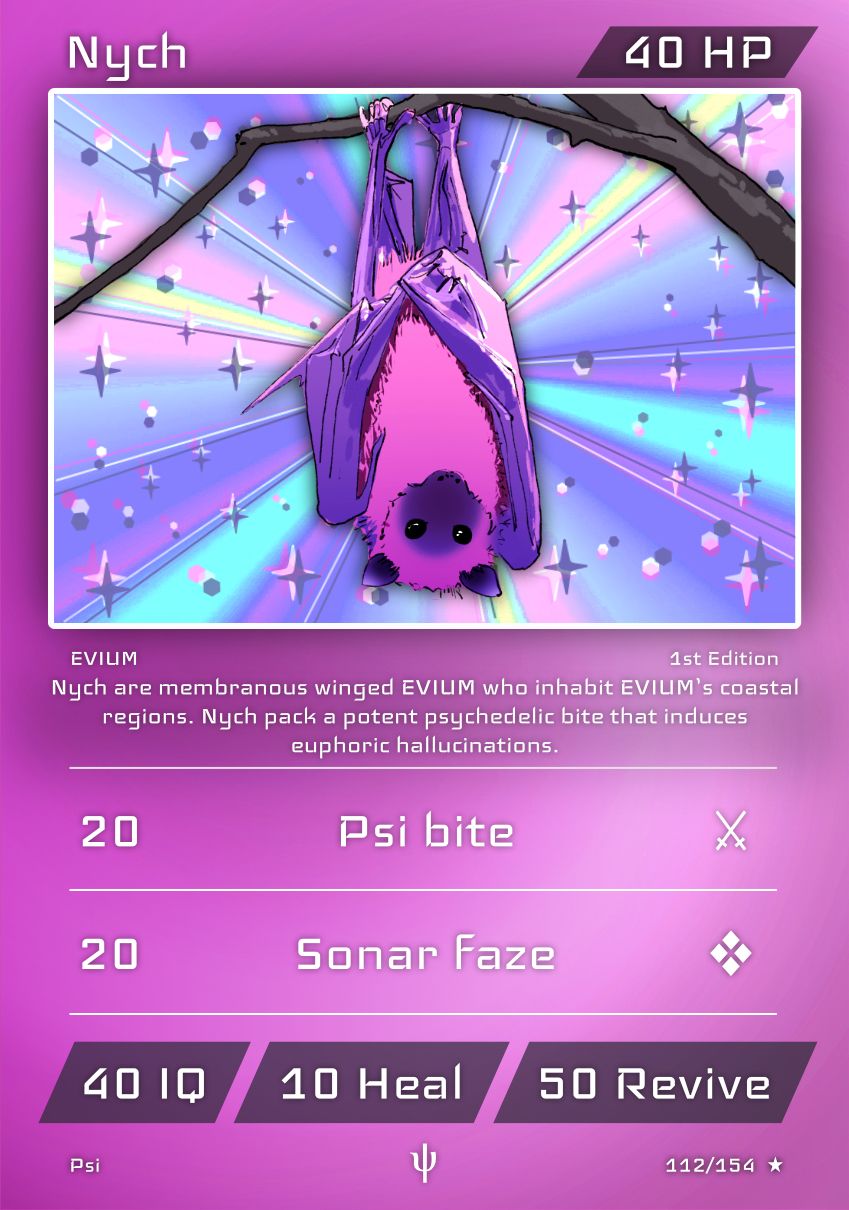 Nych
40 HP
EVIUM
1st Edition
Nych are membranous winged EVIUM who inhabit EVIUM's coastal
regions. Nych pack a potent psychedelic bite that induces
euphoric hallucinations.
20 Psi bite
20 Sonar Faze
40 IQ
10 Heal
50 Revive
Psi
ψ
112/154 ★